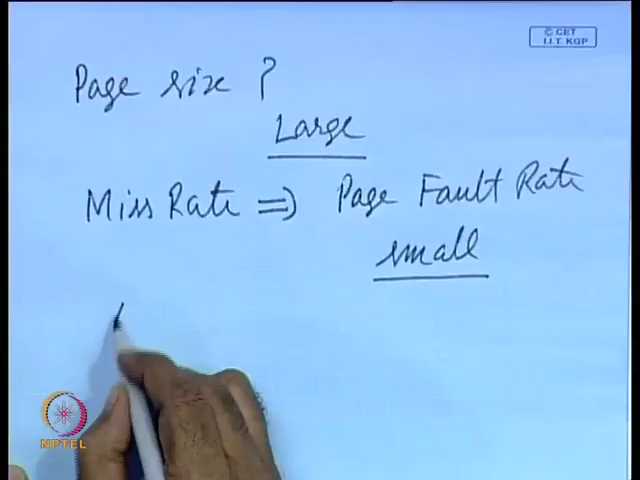 © CET
I.I.T. KGP
Page size ?
Large
Miss Rate ⇒ Page Fault Rate
small
NPTEL